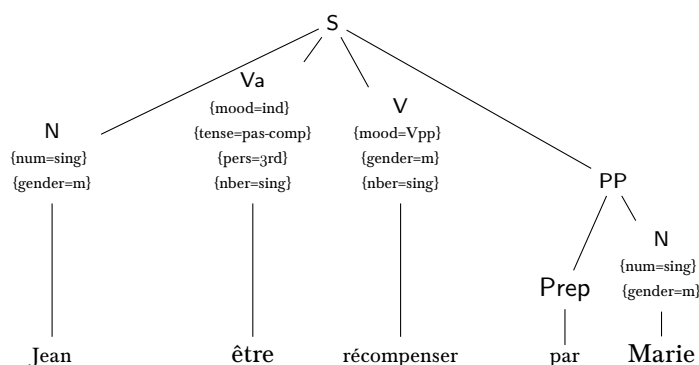 S
Va
{mood=ind}
{tense=pas-comp}
{pers=3rd}
{nber=sing}
V
{mood=Vpp}
{gender=m}
{nber=sing}
N
{num=sing}
{gender=m}
PP
N
{num=sing}
{gender=m}
Prep
Jean être récompenser par Marie